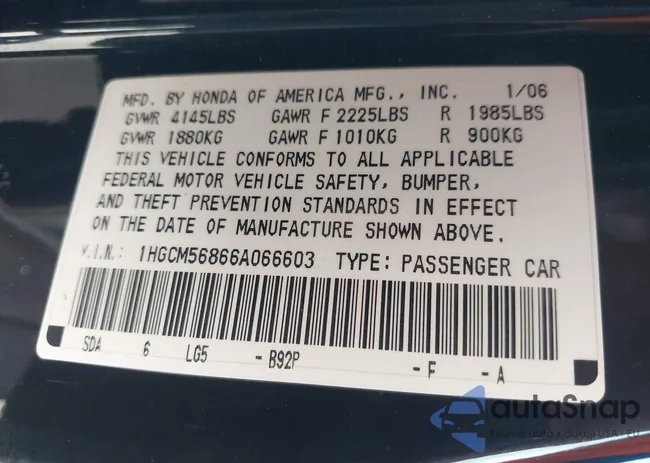 MFD. BY HONDA OF AMERICA MFG., INC. 1/06
GVWR 4145LBS GAWR F 2225LBS R 1985LBS
GVWR 1880KG GAWR F 1010KG R 900KG
THIS VEHICLE CONFORMS TO ALL APPLICABLE
FEDERAL MOTOR VEHICLE SAFETY, BUMPER,
AND THEFT PREVENTION STANDARDS IN EFFECT
ON THE DATE OF MANUFACTURE SHOWN ABOVE.
V.I.N.: 1HGCM56866A066603 TYPE: PASSENGER CAR
SDA 6 LG5 -B92P -F -A
autoSnap
USA i EU